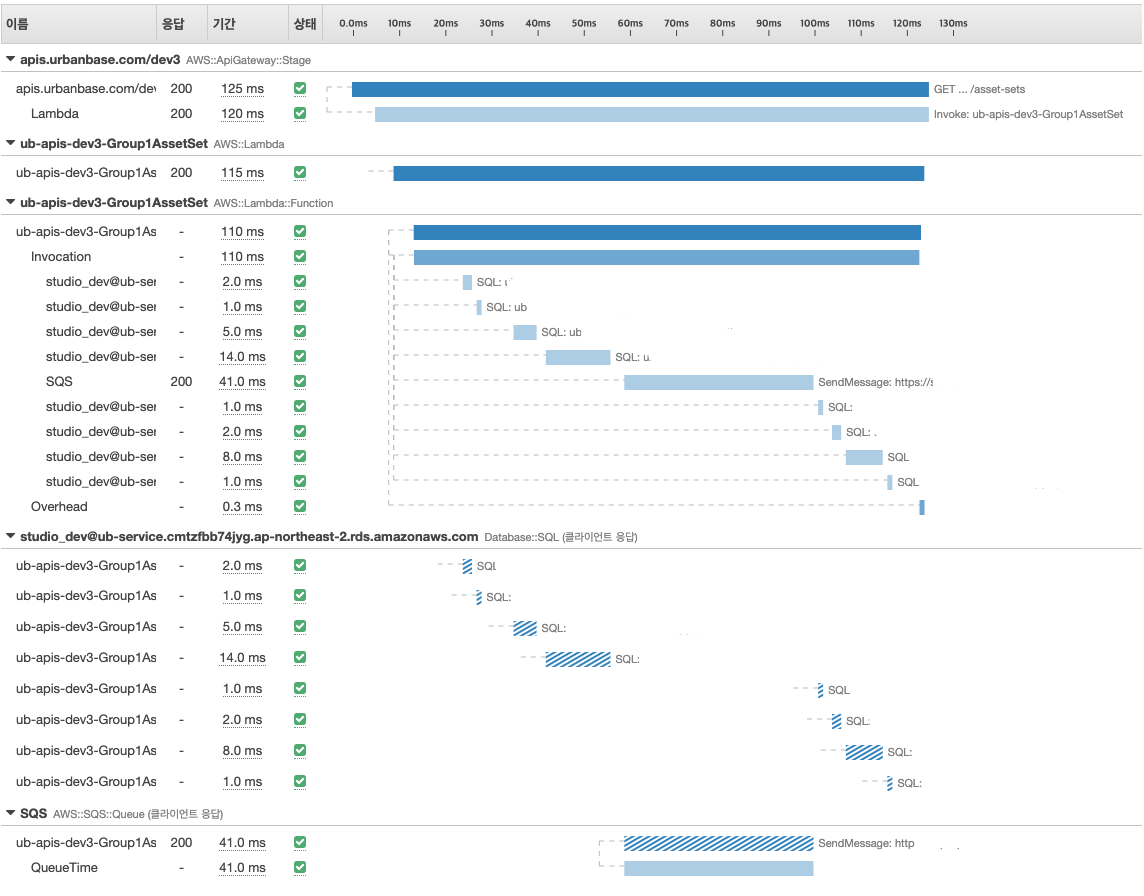 이름 응답 기간 상태 0.0ms 10ms 20ms 30ms 40ms 50ms 60ms 70ms 80ms 90ms 100ms 110ms 120ms 130ms
apis.urbanbase.com/dev3 AWS::ApiGateway::Stage
apis.urbanbase.com/dev 200 125 ms GET ... /asset-sets
Lambda 200 120 ms Invoke: ub-apis-dev3-Group1AssetSet
ub-apis-dev3-Group1AssetSet AWS::Lambda
ub-apis-dev3-Group1As 200 115 ms
ub-apis-dev3-Group1AssetSet AWS::Lambda::Function
ub-apis-dev3-Group1As - 110 ms
Invocation - 110 ms
studio_dev@ub-ser - 2.0 ms SQL:
studio_dev@ub-ser - 1.0 ms SQL: ub
studio_dev@ub-ser - 5.0 ms SQL: ub
studio_dev@ub-ser - 14.0 ms SQL: u
SQS 200 41.0 ms SendMessage: https://s
studio_dev@ub-ser - 1.0 ms SQL:
studio_dev@ub-ser - 2.0 ms SQL:
studio_dev@ub-ser - 8.0 ms SQL
studio_dev@ub-ser - 1.0 ms SQL
Overhead - 0.3 ms
studio_dev@ub-service.cmtzfbb74jyg.ap-northeast-2.rds.amazonaws.com Database::SQL (클라이언트 응답)
ub-apis-dev3-Group1As - 2.0 ms SQL
ub-apis-dev3-Group1As - 1.0 ms SQL:
ub-apis-dev3-Group1As - 5.0 ms SQL:
ub-apis-dev3-Group1As - 14.0 ms SQL:
ub-apis-dev3-Group1As - 1.0 ms SQL
ub-apis-dev3-Group1As - 2.0 ms SQL:
ub-apis-dev3-Group1As - 8.0 ms SQL:
ub-apis-dev3-Group1As - 1.0 ms SQL:
SQS AWS::SQS::Queue (클라이언트 응답)
ub-apis-dev3-Group1As 200 41.0 ms SendMessage: http
QueueTime - 41.0 ms